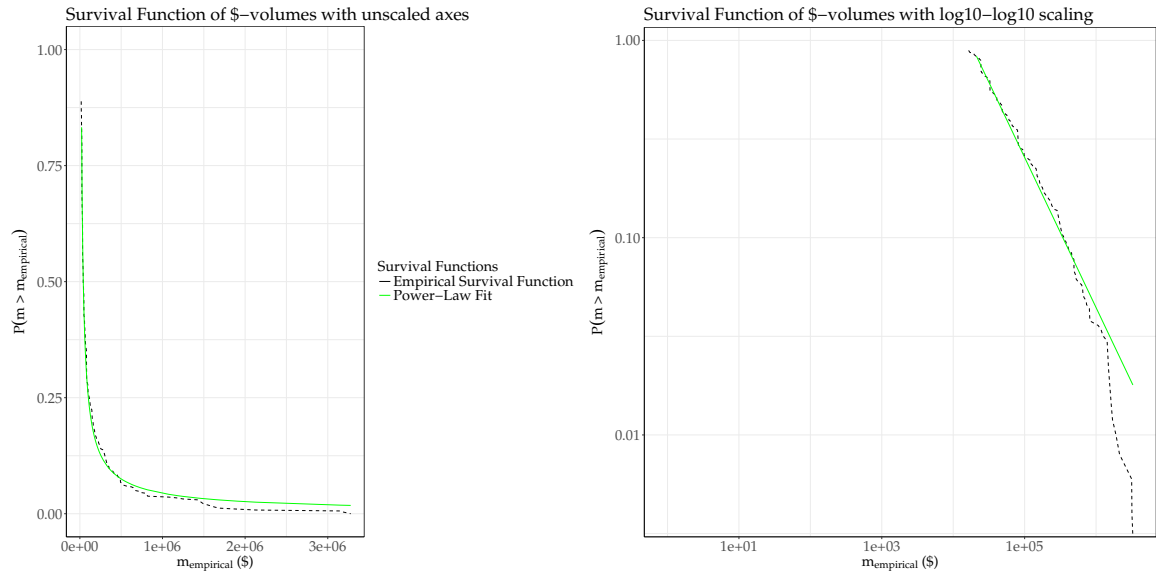 Survival Function of $−volumes with unscaled axes
1.00
0.75
0.50
0.25
0.00
P(m > m_empirical)
0e+00 1e+06 2e+06 3e+06
m_empirical ($)
Survival Functions
Empirical Survival Function
Power−Law Fit
Survival Function of $−volumes with log10−log10 scaling
1.00
0.10
0.01
P(m > m_empirical)
1e+01 1e+03 1e+05
m_empirical ($)